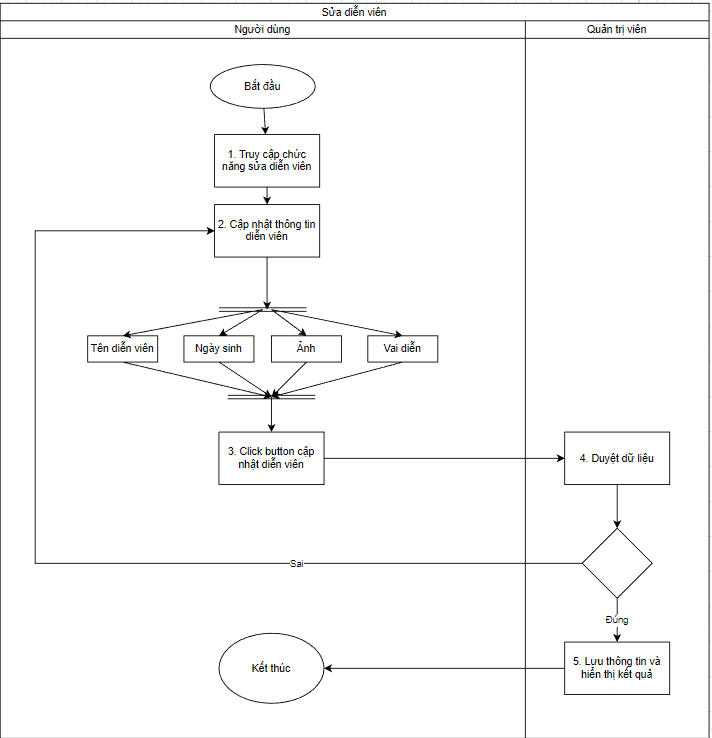 Sửa diễn viên
Người dùng
Quản trị viên
Bắt đầu
1. Truy cập chức
năng sửa diễn viên
2. Cập nhật thông tin
diễn viên
Tên diễn viên
Ngày sinh
Ảnh
Vai diễn
3. Click button cập
nhật diễn viên
4. Duyệt dữ liệu
Sai
Đúng
Kết thúc
5. Lưu thông tin và
hiển thị kết quả